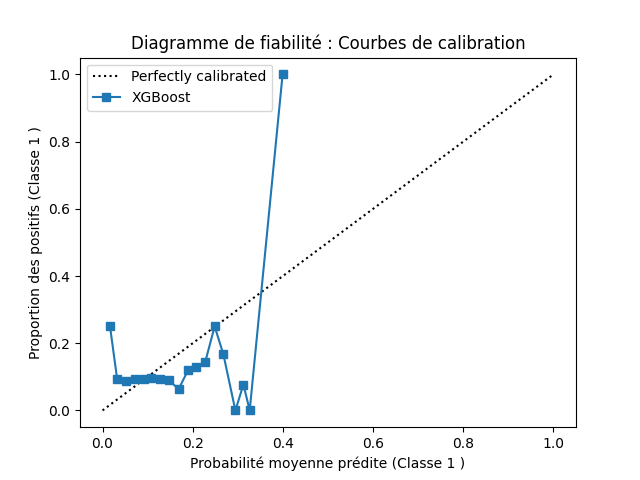 Diagramme de fiabilité : Courbes de calibration
Perfectly calibrated
XGBoost
Proportion des positifs (Classe 1 )
1.0
0.8
0.6
0.4
0.2
0.0
0.0 0.2 0.4 0.6 0.8 1.0
Probabilité moyenne prédite (Classe 1 )